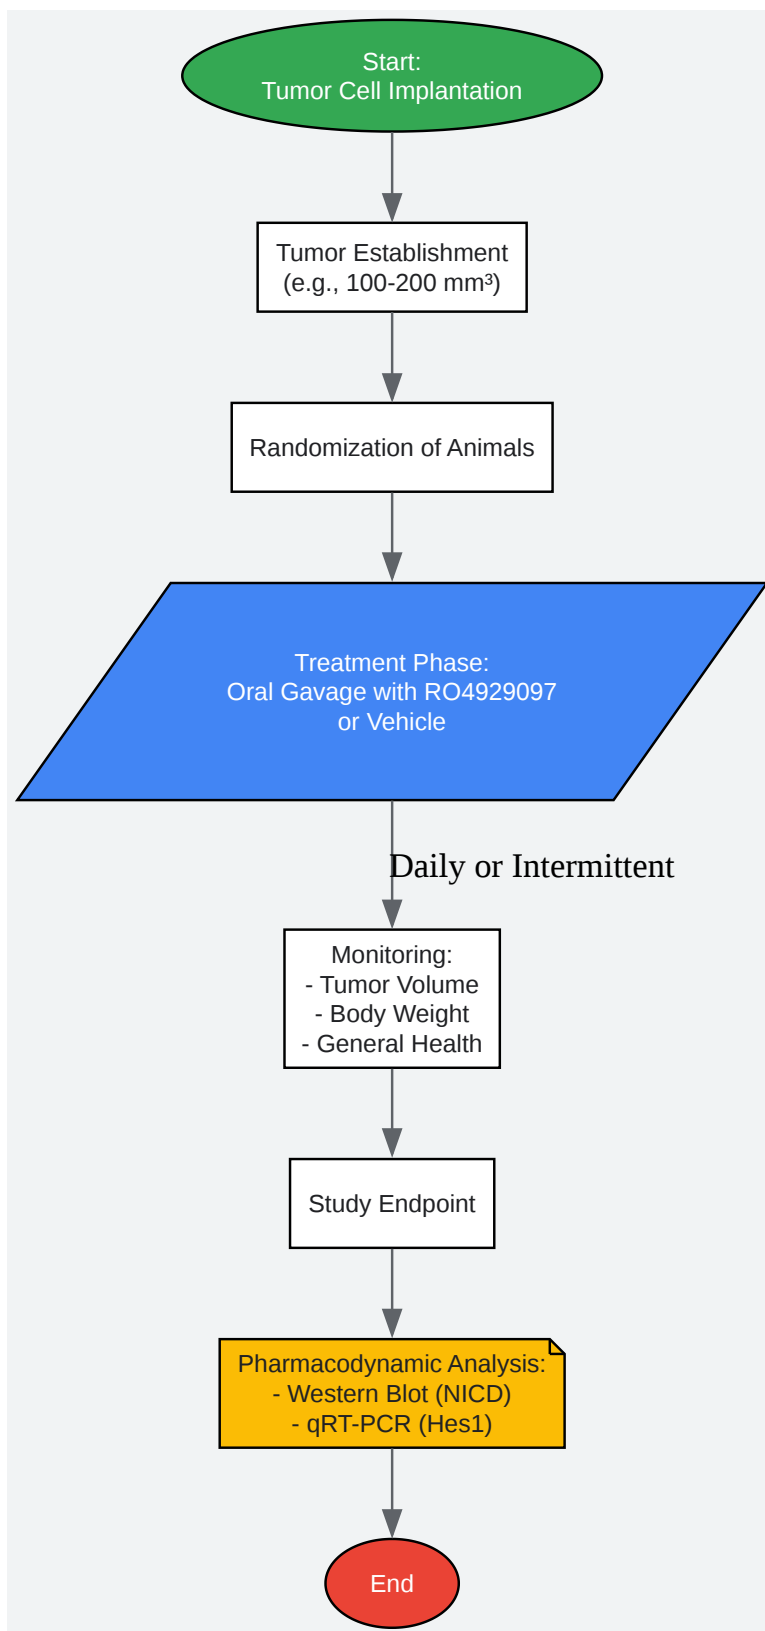 Start:
Tumor Cell Implantation
Tumor Establishment
(e.g., 100-200 mm³)
Randomization of Animals
Treatment Phase:
Oral Gavage with RO4929097
or Vehicle
Daily or Intermittent
Monitoring:
- Tumor Volume
- Body Weight
- General Health
Study Endpoint
Pharmacodynamic Analysis:
- Western Blot (NICD)
- qRT-PCR (Hes1)
End